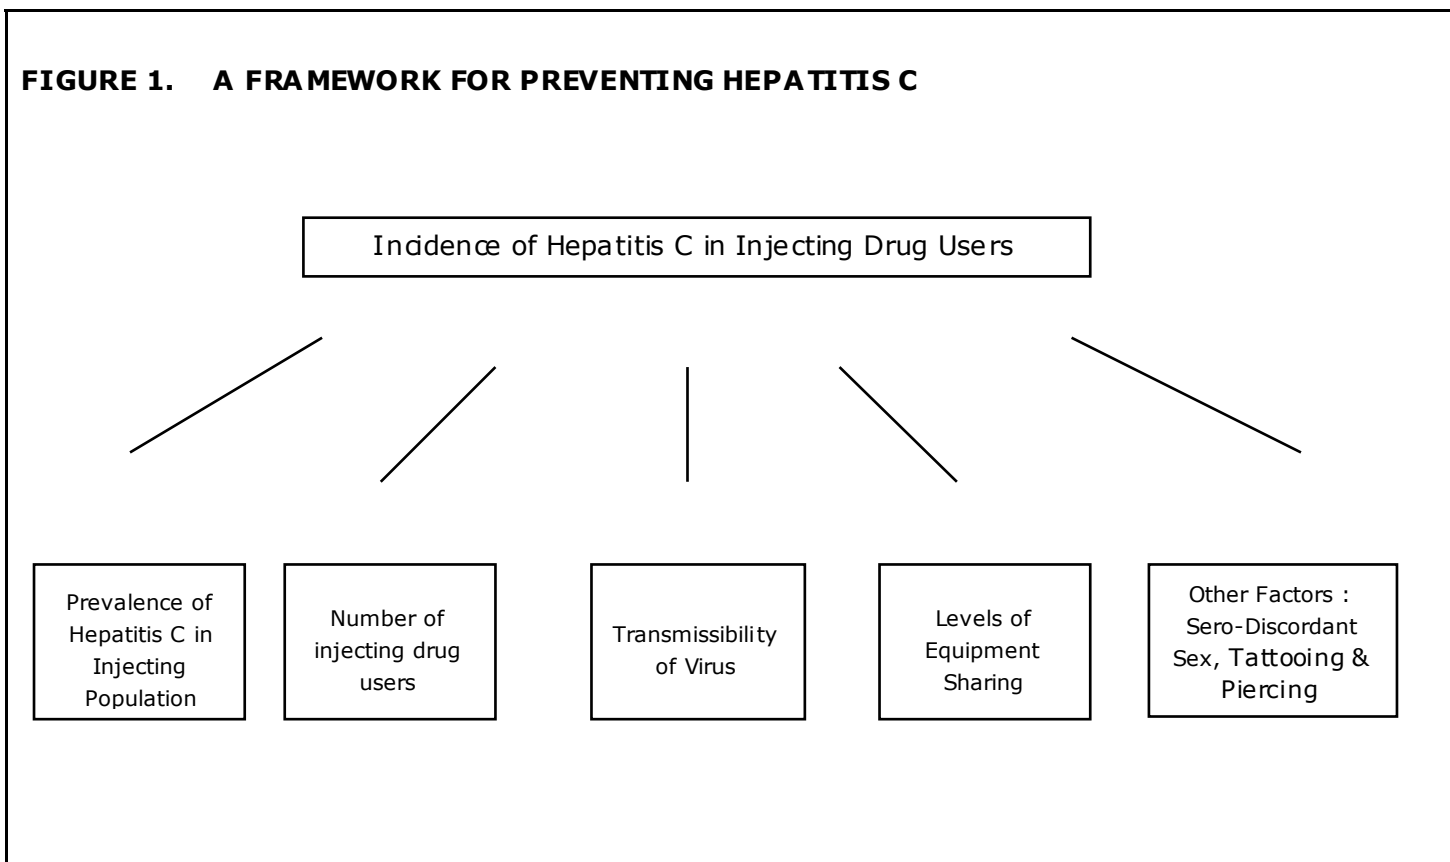 FIGURE 1. A FRAMEWORK FOR PREVENTING HEPATITIS C
Incidence of Hepatitis C in Injecting Drug Users
Prevalence of
Hepatitis C in
Injecting
Population
Number of
injecting drug
users
Transmissibility
of Virus
Levels of
Equipment
Sharing
Other Factors :
Sero-Discordant
Sex, Tattooing &
Piercing